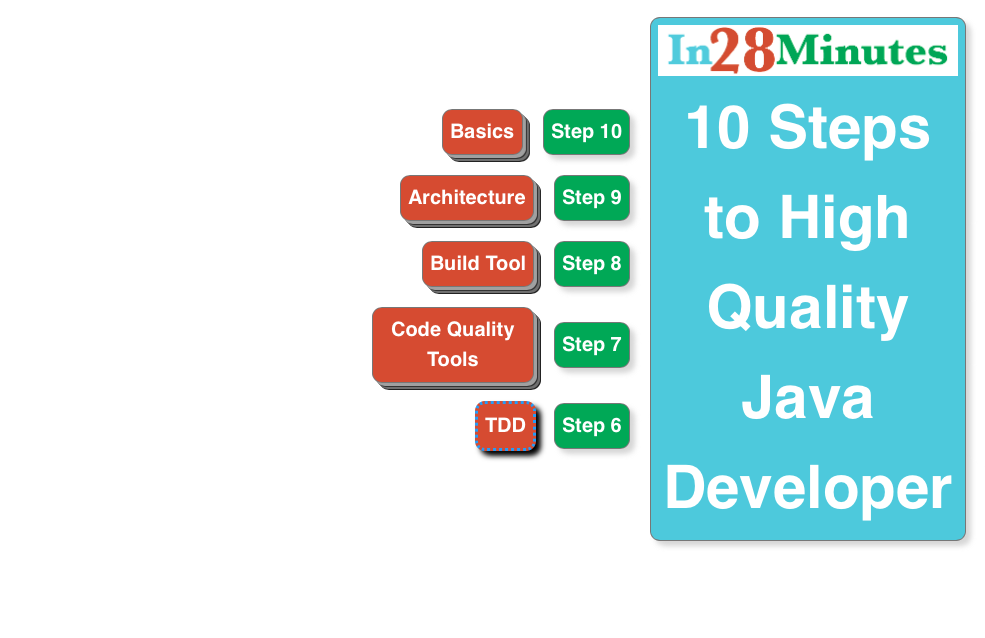 In28Minutes
10 Steps
to High
Quality
Java
Developer
Basics
Step 10
Architecture
Step 9
Build Tool
Step 8
Code Quality
Tools
Step 7
TDD
Step 6